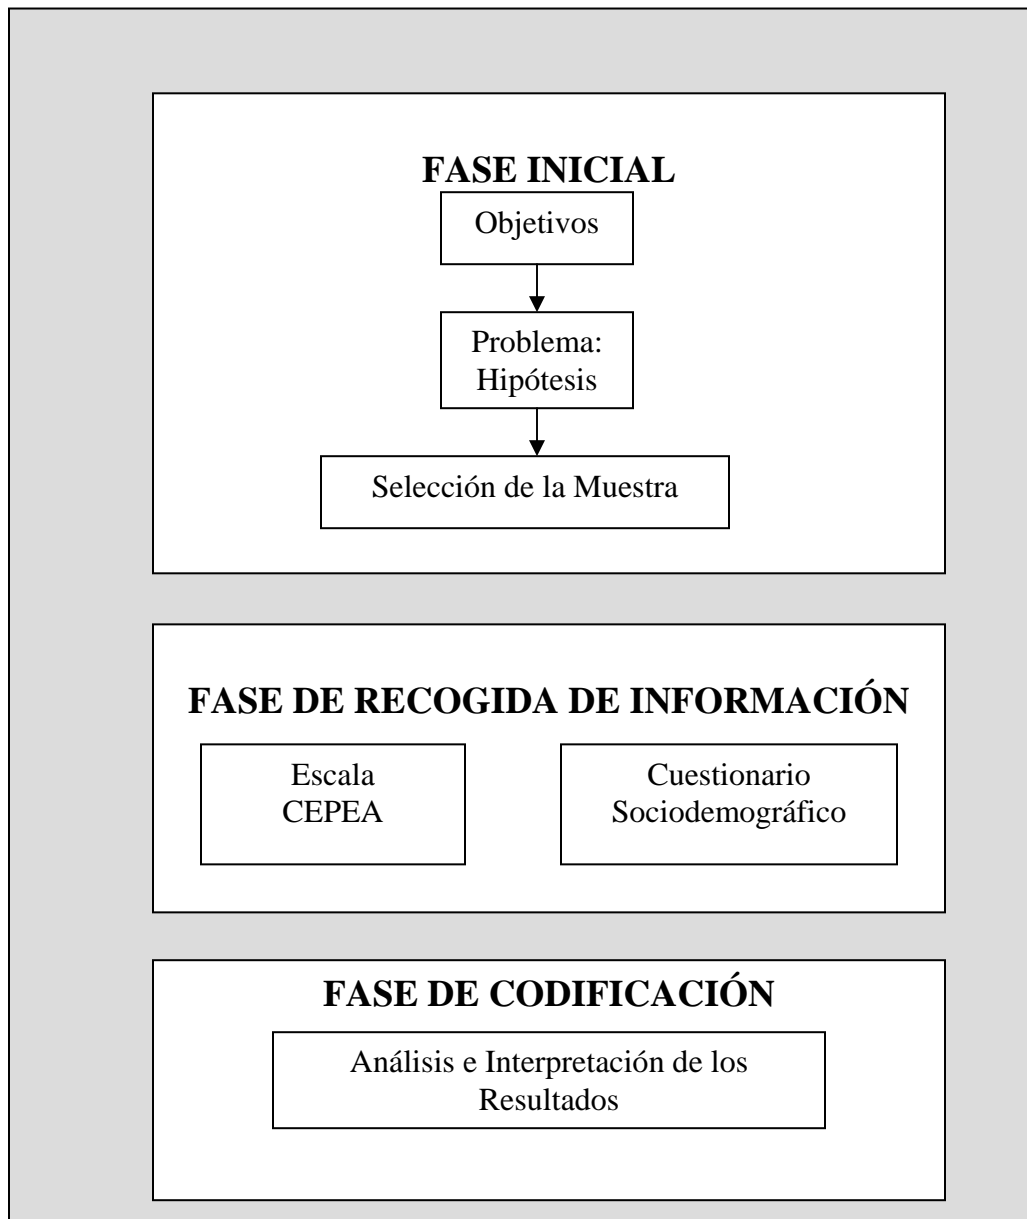 FASE INICIAL
Objetivos
Problema:
Hipótesis
Selección de la Muestra
FASE DE RECOGIDA DE INFORMACIÓN
Escala
CEPEA
Cuestionario
Sociodemográfico
FASE DE CODIFICACIÓN
Análisis e Interpretación de los
Resultados